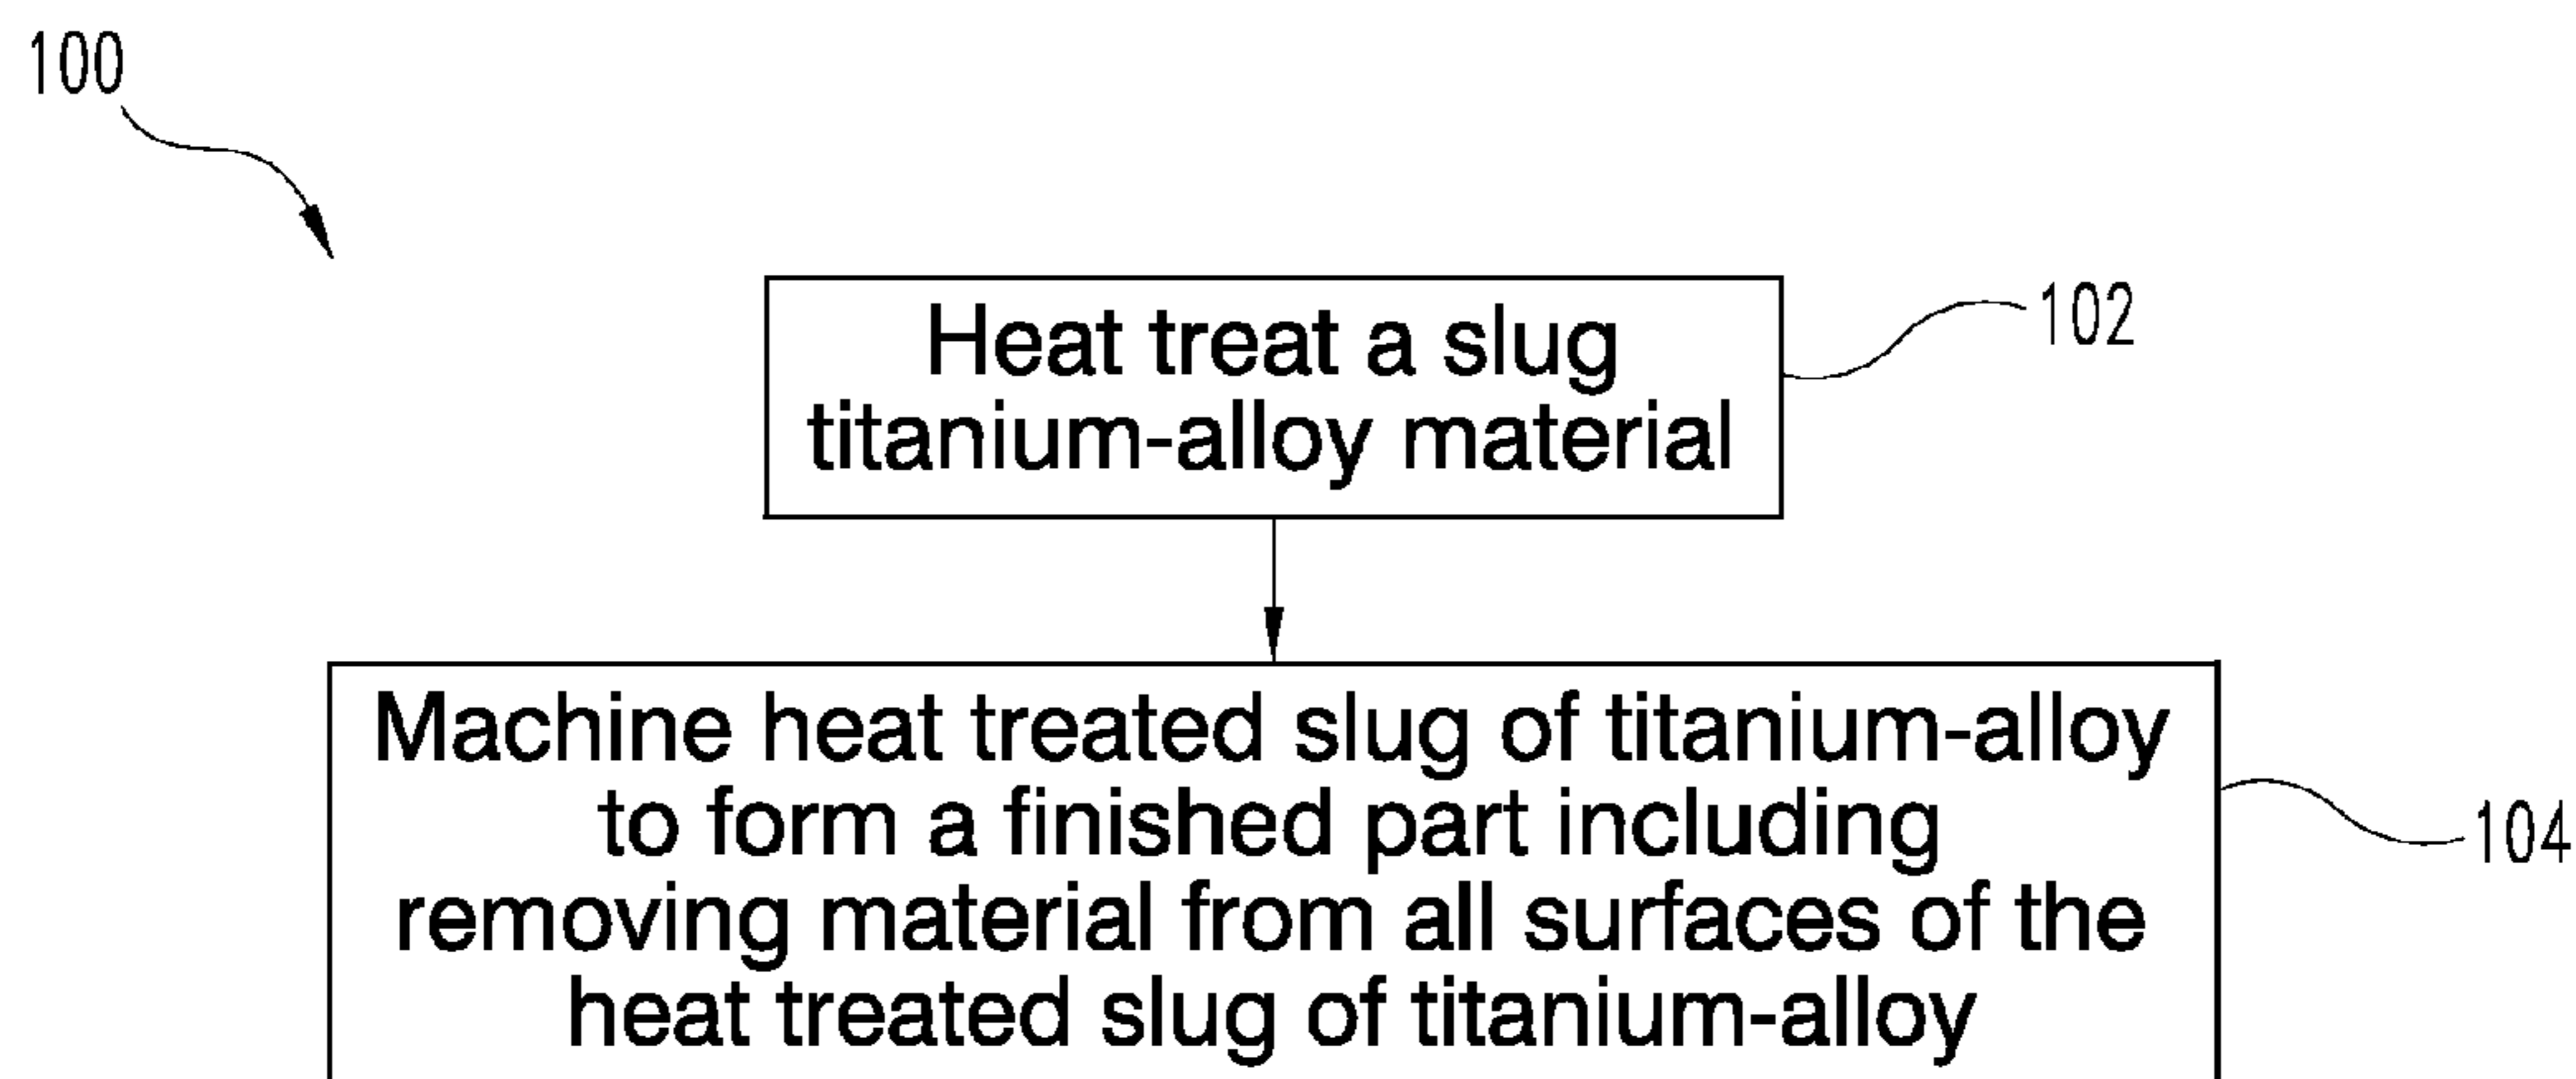 100
Heat treat a slug
titanium-alloy material
102
Machine heat treated slug of titanium-alloy
to form a finished part including
removing material from all surfaces of the
heat treated slug of titanium-alloy
104